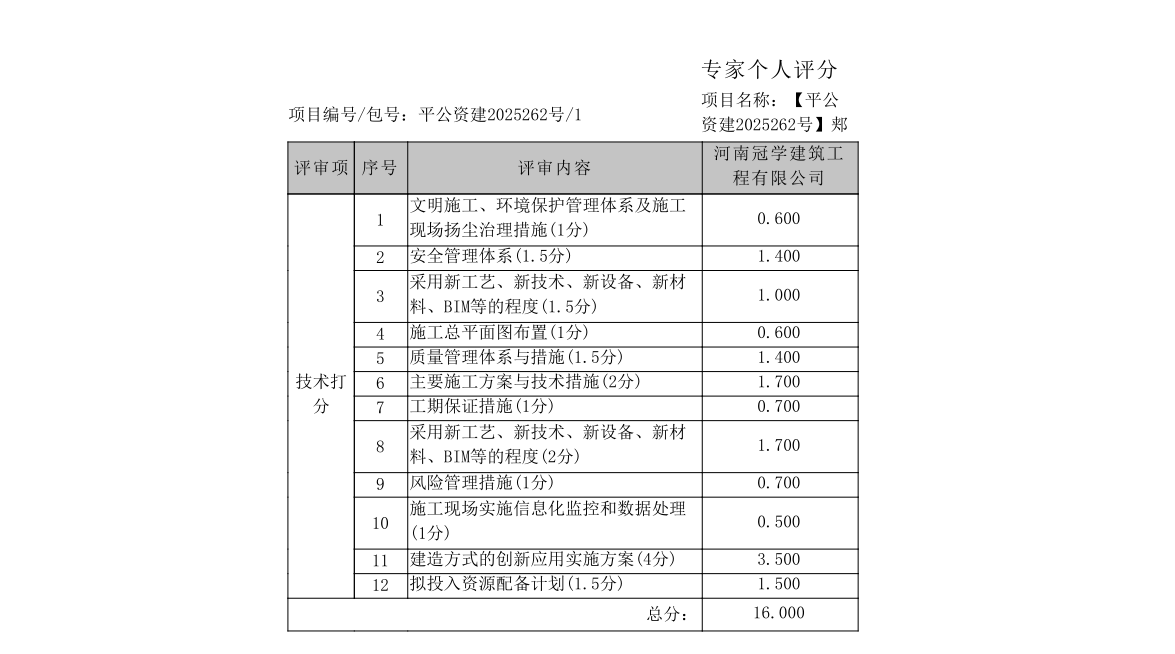 专家个人评分
项目编号/包号：平公资建2025262号/1
项目名称：【平公
资建2025262号】郏
评审项 序号 评审内容 河南冠学建筑工
程有限公司
技术打
分
1 文明施工、环境保护管理体系及施工
现场扬尘治理措施(1分) 0.600
2 安全管理体系(1.5分) 1.400
3 采用新工艺、新技术、新设备、新材
料、BIM等的程度(1.5分) 1.000
4 施工总平面图布置(1分) 0.600
5 质量管理体系与措施(1.5分) 1.400
6 主要施工方案与技术措施(2分) 1.700
7 工期保证措施(1分) 0.700
8 采用新工艺、新技术、新设备、新材
料、BIM等的程度(2分) 1.700
9 风险管理措施(1分) 0.700
10 施工现场实施信息化监控和数据处理
(1分) 0.500
11 建造方式的创新应用实施方案(4分) 3.500
12 拟投入资源配备计划(1.5分) 1.500
总分： 16.000